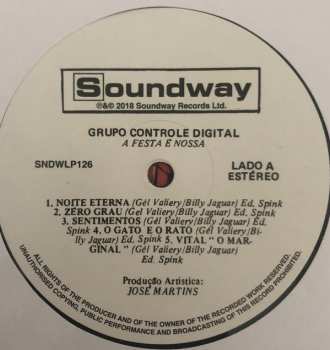 Soundway
℗&© 2018 Soundway Records Ltd.
GRUPO CONTROLE DIGITAL
A FESTA É NOSSA
SNDWLP126
LADO A
ESTÉREO
1. NOITE ETERNA (Gél Valiery/Billy Jaguar) Ed. Spink
2. ZÉRO GRAU (Gel Valiery/Billy Jaguar) Ed. Spink
3. SENTIMENTOS (Gél Valiery/Billy Jaguar) Ed.
Spink 4. O GATO E O RATO (Gél Valiery/Bi-
lly Jaguar) 5. VITAL "O MAR-
GINAL" (Gél Valiery/Billy Jaguar)
Ed. Spink
Produção Artistica:
JOSÉ MARTINS
ALL RIGHTS OF THE PRODUCER AND OF THE OWNER OF THE RECORDED WORK RESERVED.
UNAUTHORISED COPYING, PUBLIC PERFORMANCE AND BROADCASTING OF THIS RECORD PROHIBITED.